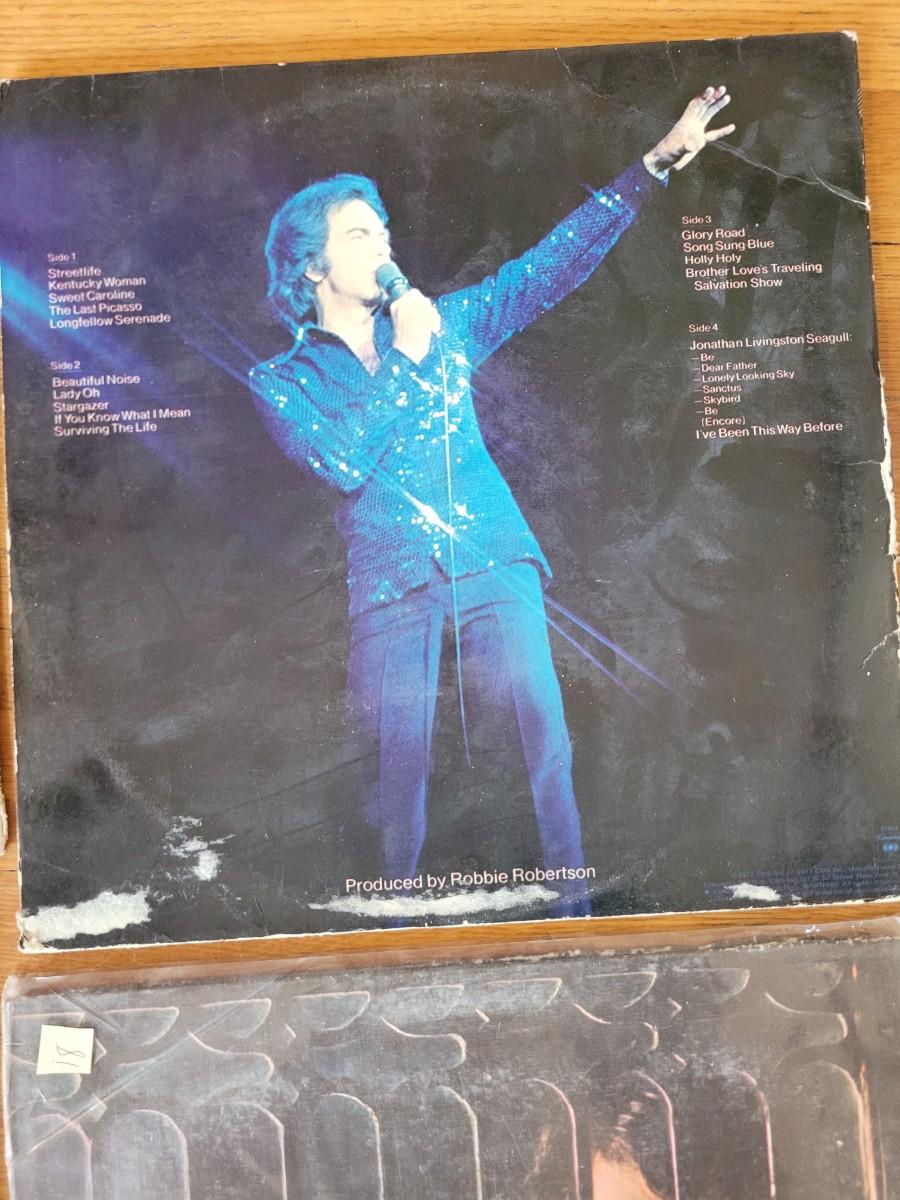 Side 1
Streetlife
Kentucky Woman
Sweet Caroline
The Last Picasso
Longfellow Serenade
Side 2
Beautiful Noise
Lady Oh
Stargazer
If You Know What I Mean
Surviving The Life
Side 3
Glory Road
Song Sung Blue
Holly Holy
Brother Love's Traveling
Salvation Show
Side 4
Jonathan Livingston Seagull:
—Be
—Dear Father
—Lonely Looking Sky
—Sanctus
—Skybird
—Be
(Encore)
I've Been This Way Before
Produced by Robbie Robertson